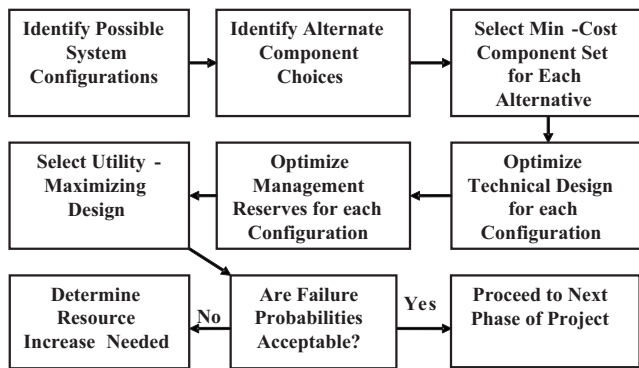 Identify Possible
System
Configurations
Identify Alternate
Component
Choices
Select Min -Cost
Component Set
for Each
Alternative
Select Utility -
Maximizing
Design
Optimize
Management
Reserves for each
Configuration
Optimize
Technical Design
for each
Configuration
Determine
Resource
Increase Needed
No
Are Failure
Probabilities
Acceptable?
Yes
Proceed to Next
Phase of Project